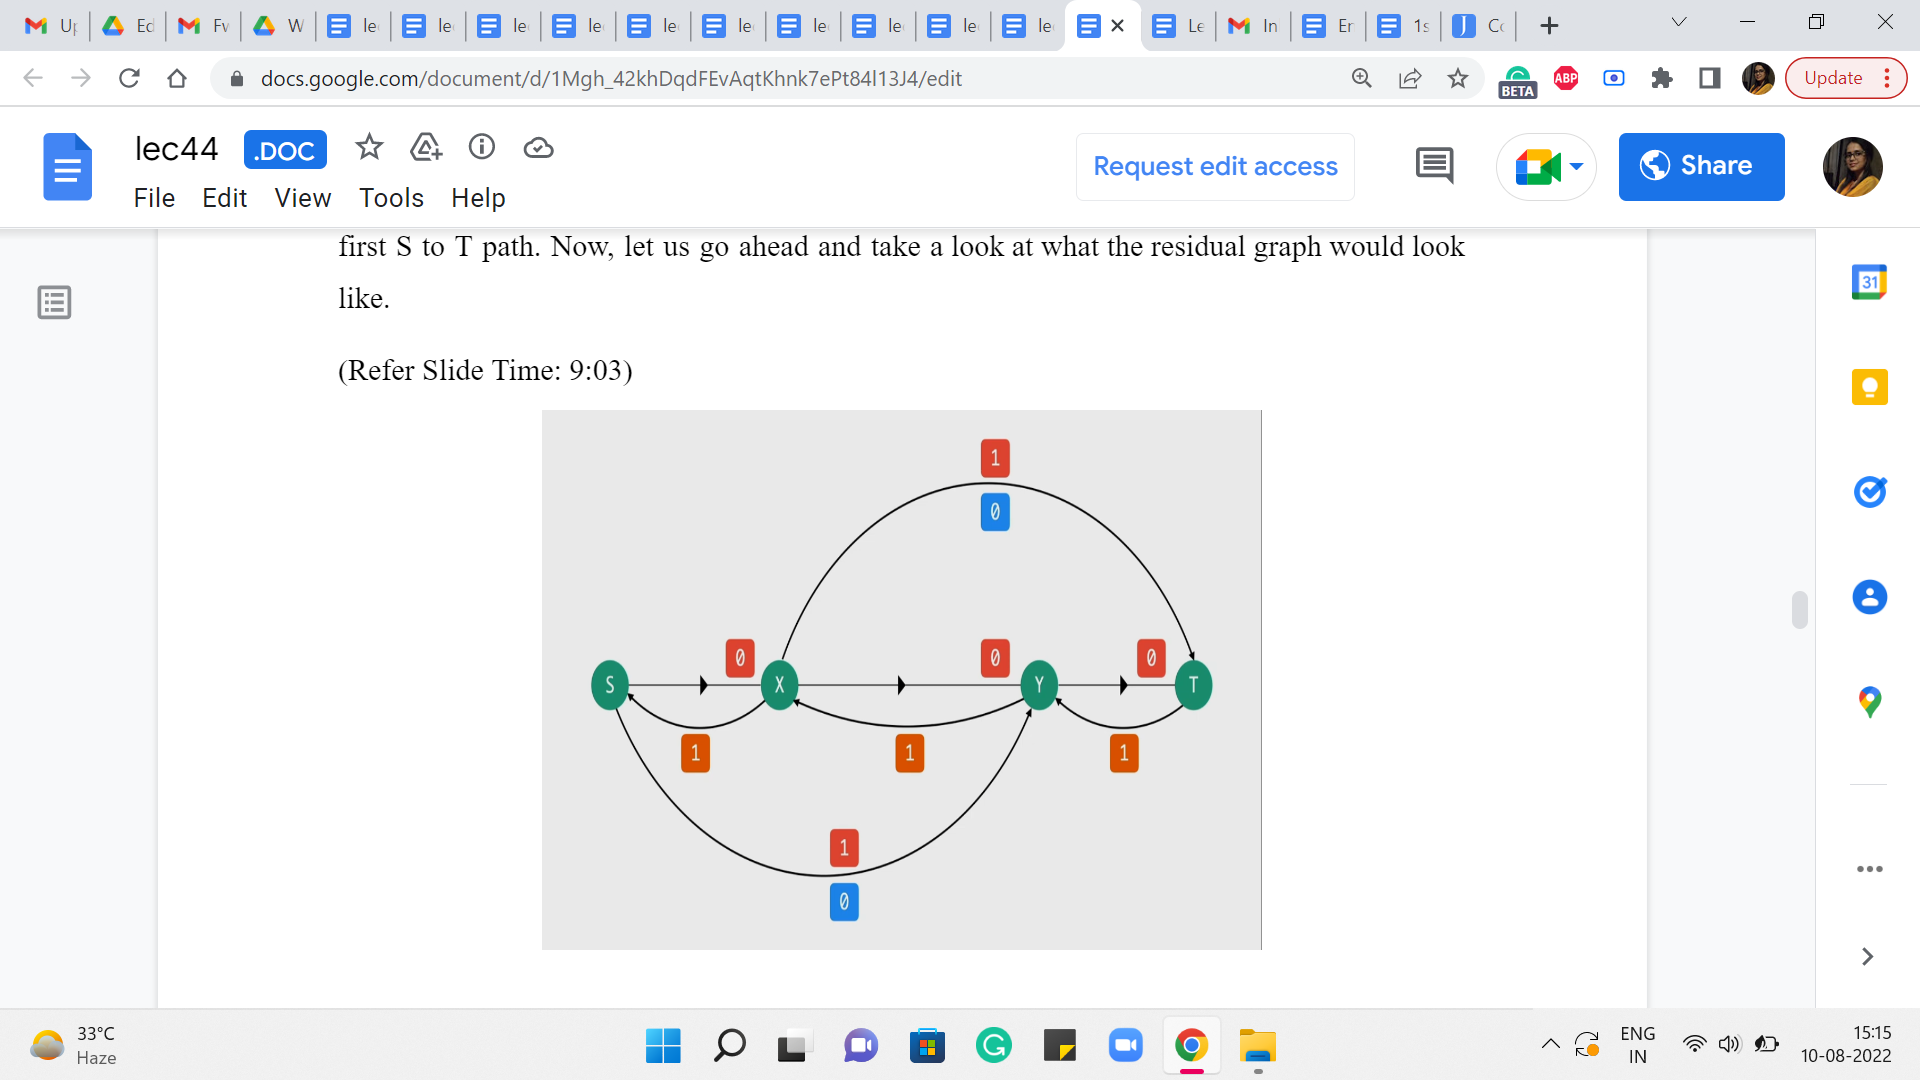 Up
Ed
Fw
W
le
le
le
le
le
le
le
le
le
le
Le
In
Er
1s
Cc
docs.google.com/document/d/1Mgh_42khDqdFEvAqtKhnk7ePt84l13J4/edit
BETA
ABP
Update
lec44
.DOC
File Edit View Tools Help
Request edit access
Share
31
first S to T path. Now, let us go ahead and take a look at what the residual graph would look
like.
(Refer Slide Time: 9:03)
1
0
0
0
0
S
X
Y
T
1
1
1
1
0
33°C
Haze
ENG
IN
15:15
10-08-2022